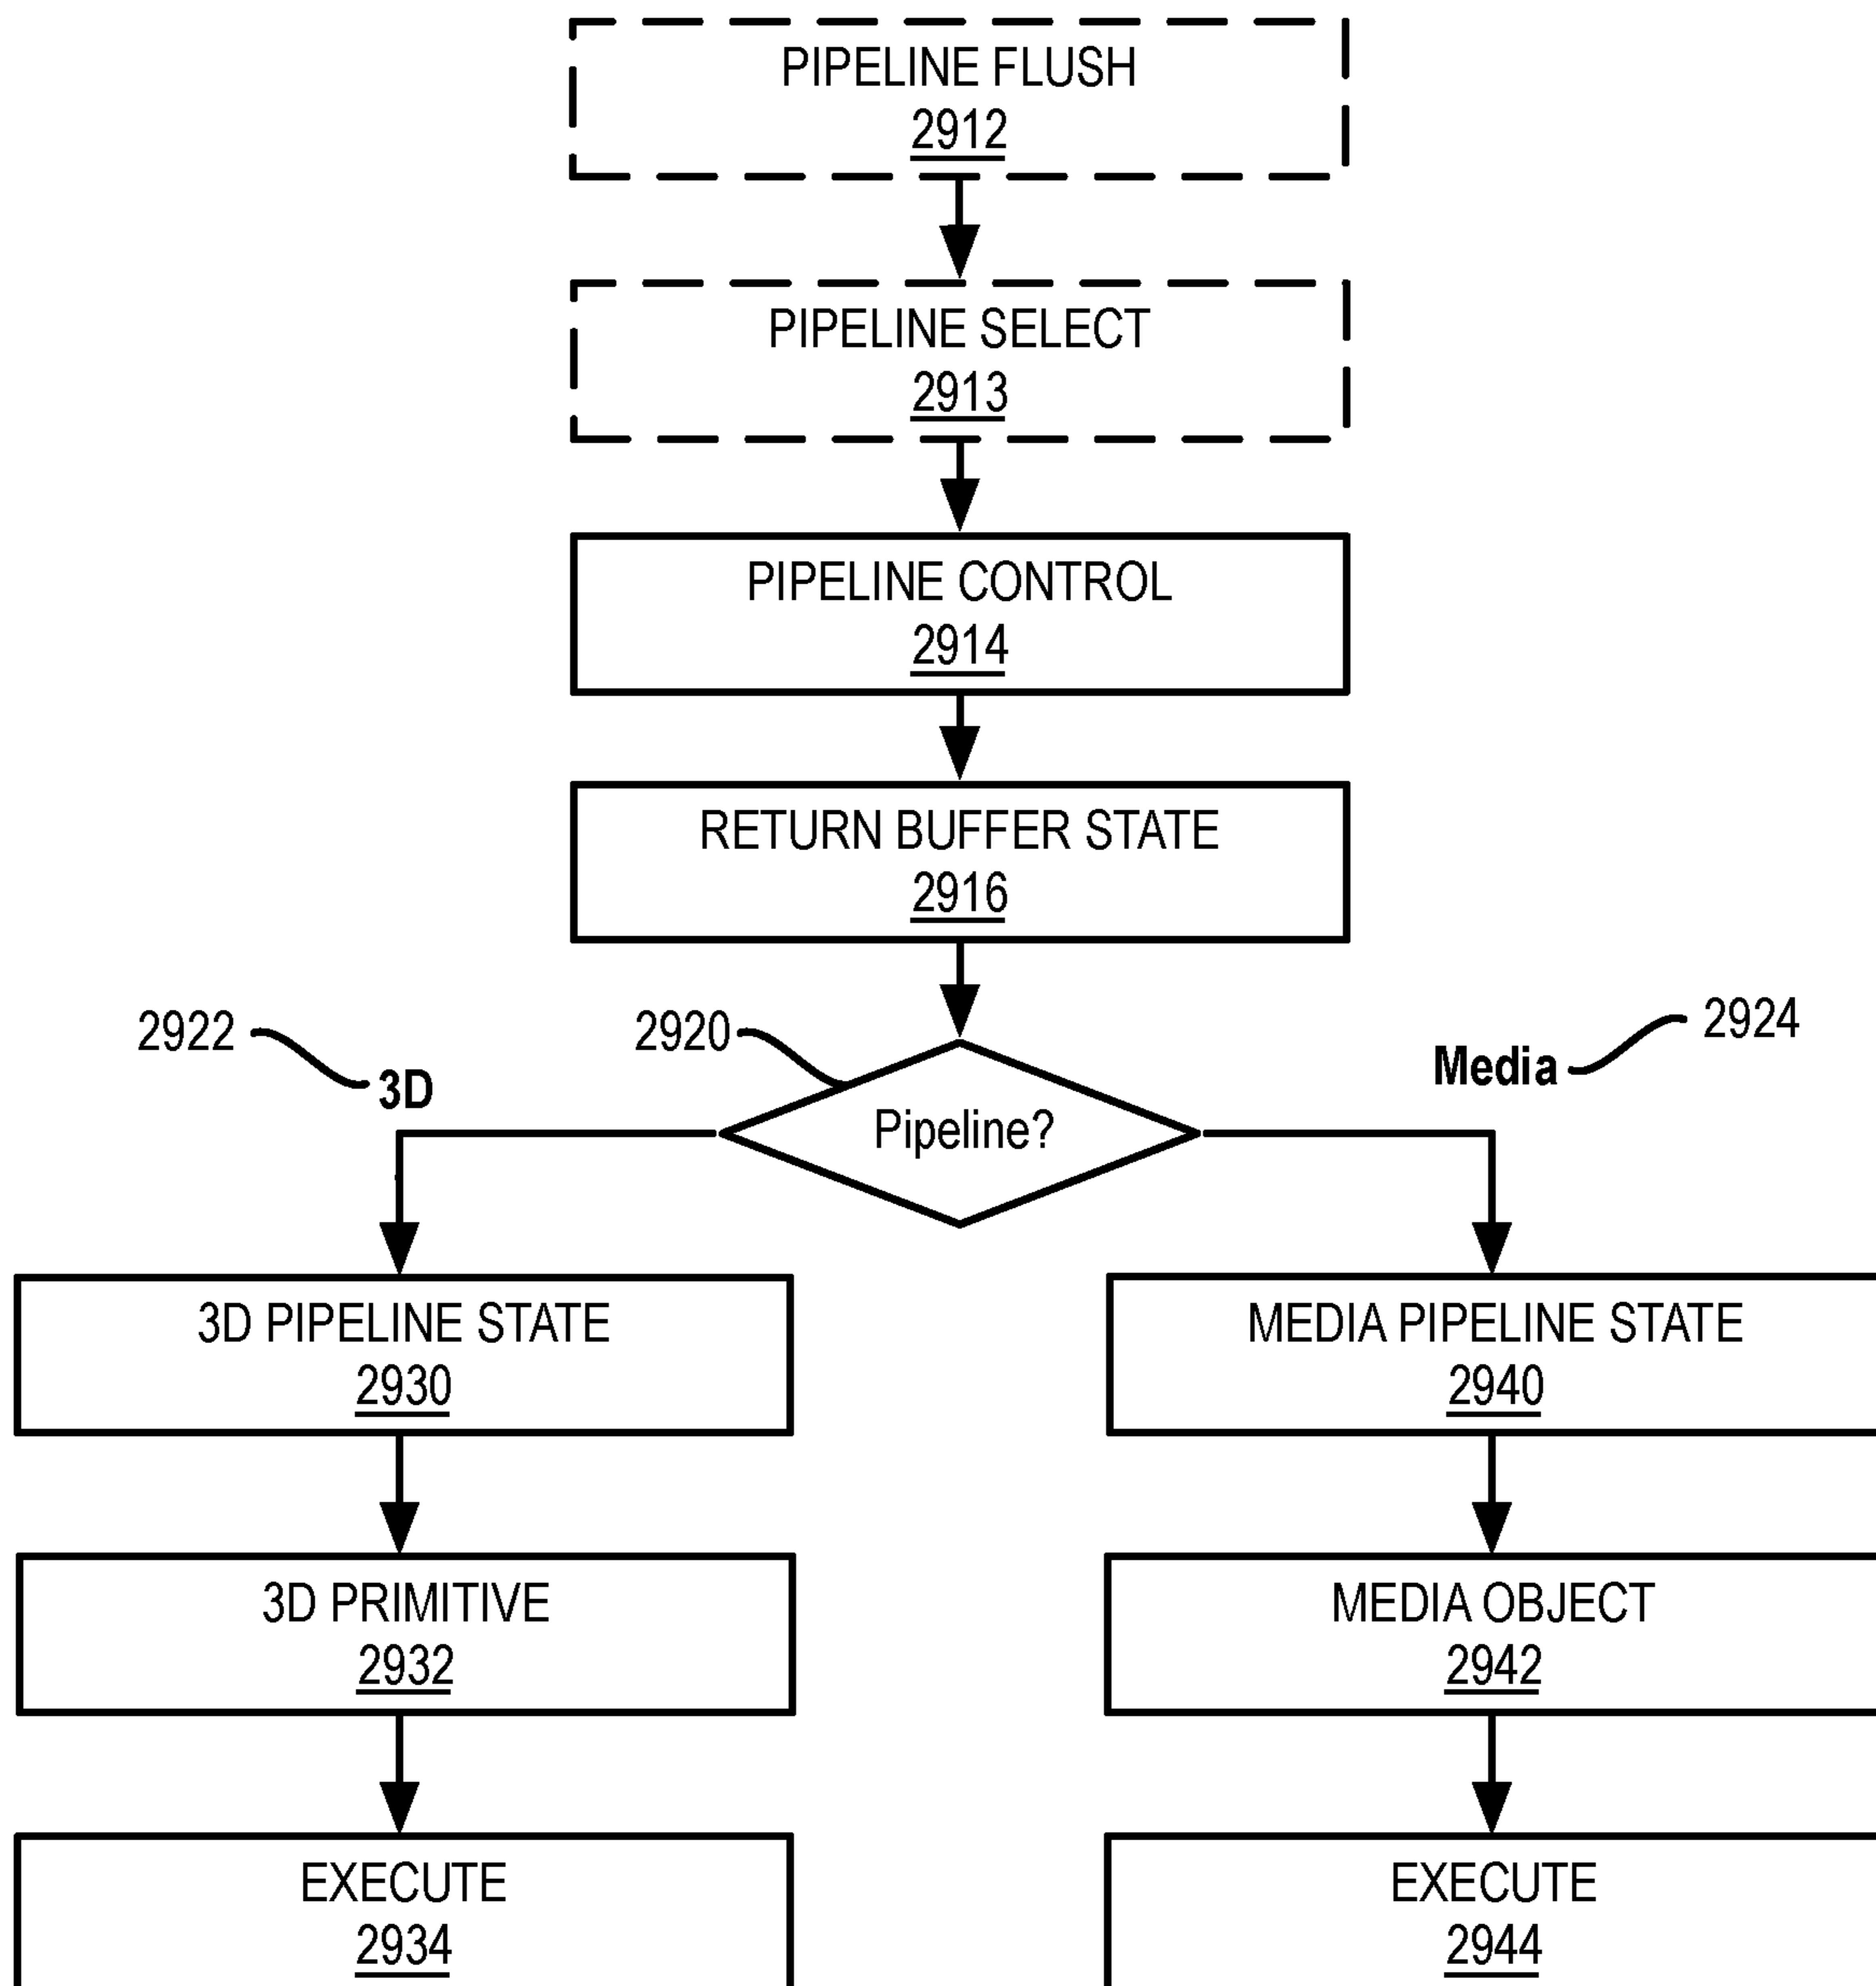 PIPELINE FLUSH
2912
PIPELINE SELECT
2913
PIPELINE CONTROL
2914
RETURN BUFFER STATE
2916
2922
3D
2920
Pipeline?
Media
2924
3D PIPELINE STATE
2930
MEDIA PIPELINE STATE
2940
3D PRIMITIVE
2932
MEDIA OBJECT
2942
EXECUTE
2934
EXECUTE
2944